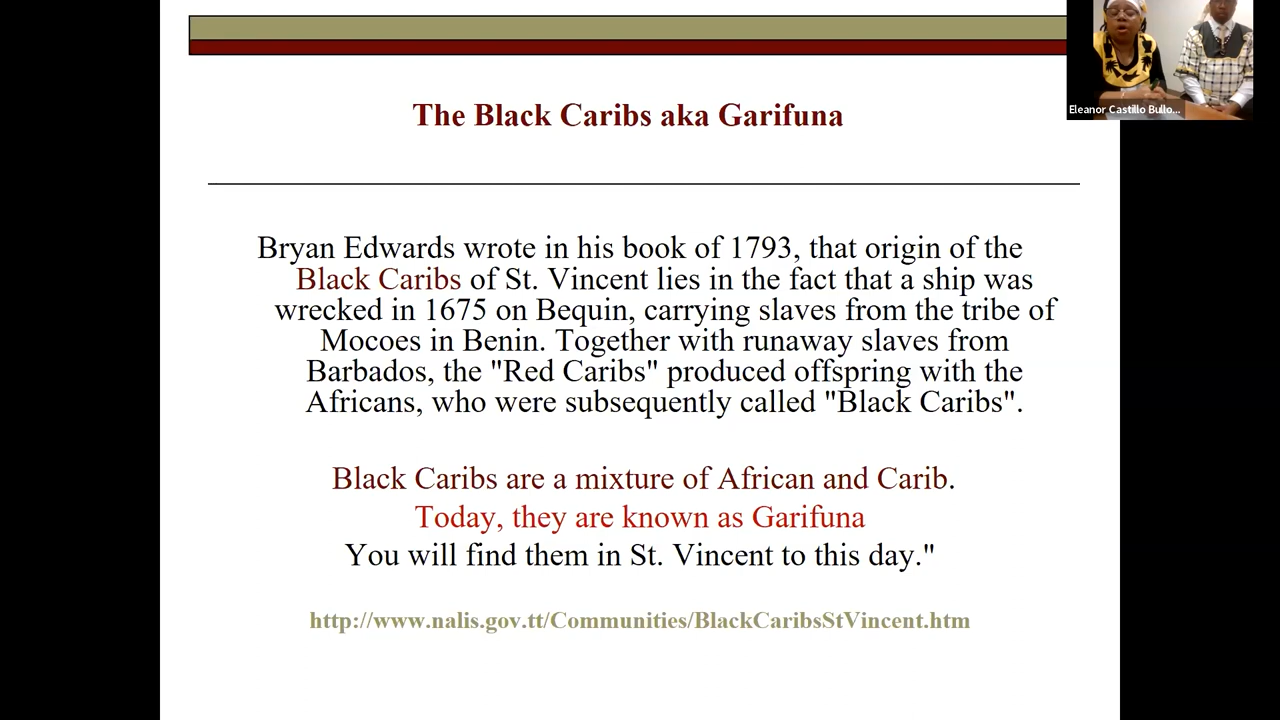 Eleanor Castillo Bullo...
The Black Caribs aka Garifuna
Bryan Edwards wrote in his book of 1793, that origin of the
Black Caribs of St. Vincent lies in the fact that a ship was
wrecked in 1675 on Bequin, carrying slaves from the tribe of
Mocoes in Benin. Together with runaway slaves from
Barbados, the "Red Caribs" produced offspring with the
Africans, who were subsequently called "Black Caribs".
Black Caribs are a mixture of African and Carib.
Today, they are known as Garifuna
You will find them in St. Vincent to this day."
http://www.nalis.gov.tt/Communities/BlackCaribsStVincent.htm